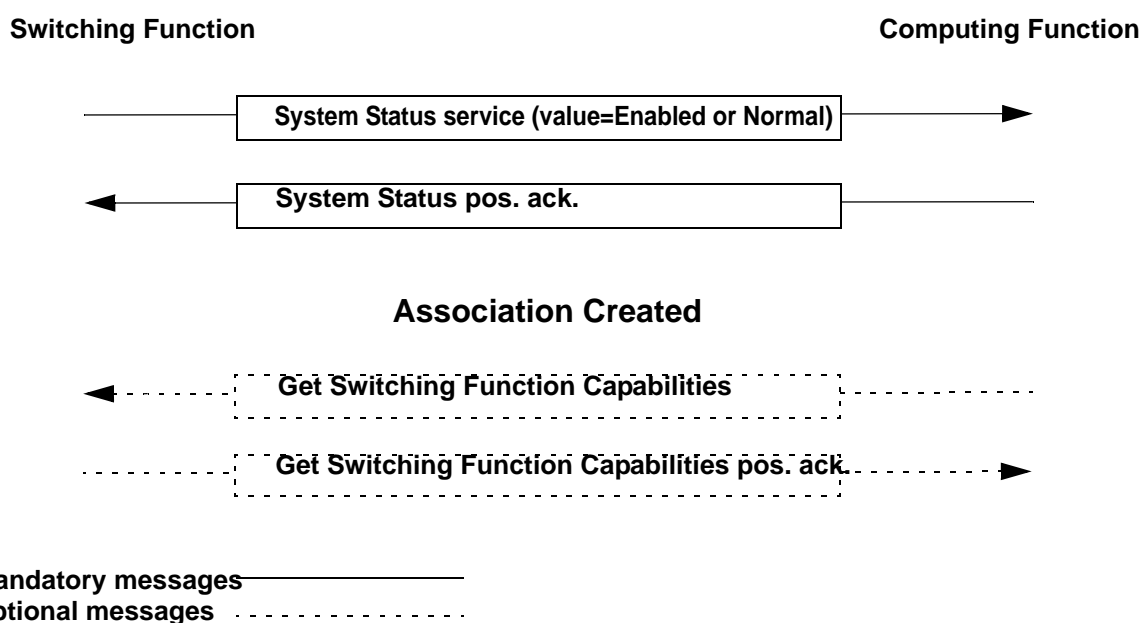 Switching Function Computing Function
System Status service (value=Enabled or Normal)
System Status pos. ack.
Association Created
Get Switching Function Capabilities
Get Switching Function Capabilities pos. ack.
andatory messages
ptional messages